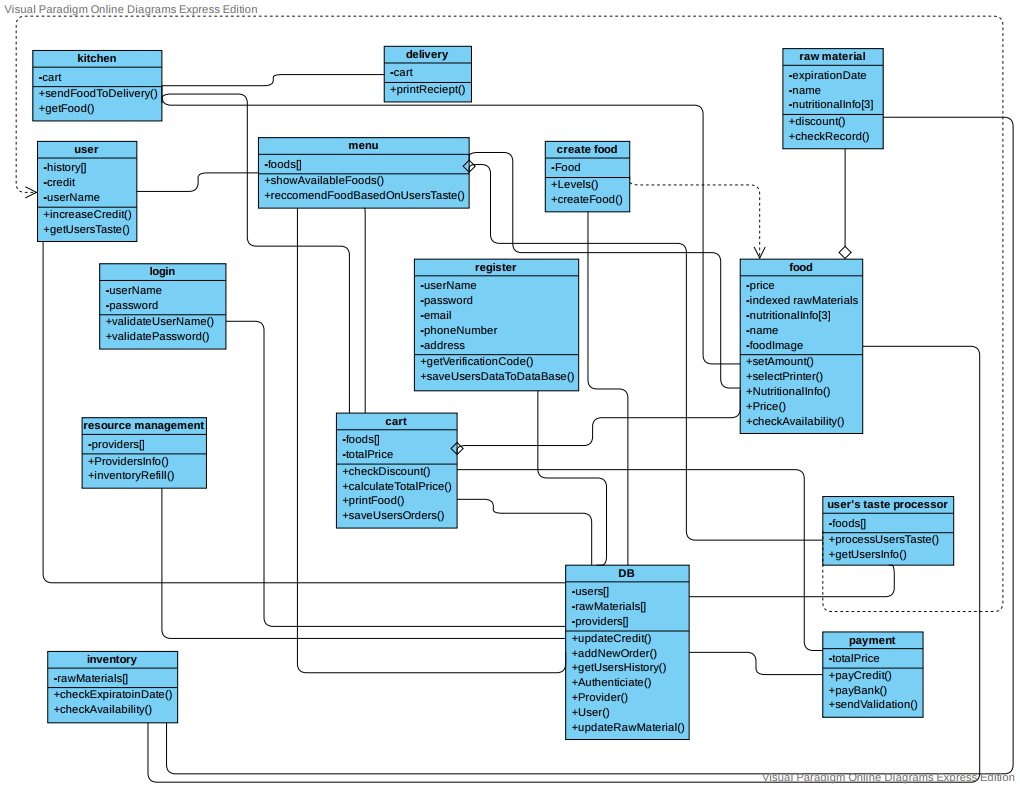 Visual Paradigm Online Diagrams Express Edition
kitchen
-cart
+sendFoodToDelivery()
+getFood()
delivery
-cart
+printReciept()
raw material
-expirationDate
-name
-nutritionalInfo[3]
+discount()
+checkRecord()
user
-history[]
-credit
-userName
+increaseCredit()
+getUsersTaste()
menu
-foods[]
+showAvailableFoods()
+reccomendFoodBasedOnUsersTaste()
create food
-Food
+Levels()
+createFood()
login
-userName
-password
+validateUserName()
+validatePassword()
register
-userName
-password
-email
-phoneNumber
-address
+getVerificationCode()
+saveUsersDataToDataBase()
food
-price
-indexed rawMaterials
-nutritionalInfo[3]
-name
-foodImage
+setAmount()
+selectPrinter()
+NutritionalInfo()
+Price()
+checkAvailability()
resource management
-providers[]
+ProvidersInfo()
+inventoryRefill()
cart
-foods[]
-totalPrice
+checkDiscount()
+calculateTotalPrice()
+printFood()
+saveUsersOrders()
user's taste processor
-foods[]
+processUsersTaste()
+getUsersInfo()
DB
-users[]
-rawMaterials[]
-providers[]
+updateCredit()
+addNewOrder()
+getUsersHistory()
+Authenticiate()
+Provider()
+User()
+updateRawMaterial()
payment
-totalPrice
+payCredit()
+payBank()
+sendValidation()
inventory
-rawMaterials[]
+checkExpiratoinDate()
+checkAvailability()
Visual Paradigm Online Diagrams Express Edition